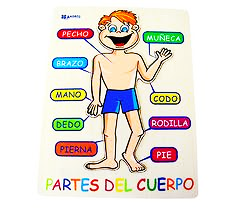 PECHO
MUÑECA
BRAZO
MANO
CODO
DEDO
RODILLA
PIERNA
PIE
PARTES DEL CUERPO